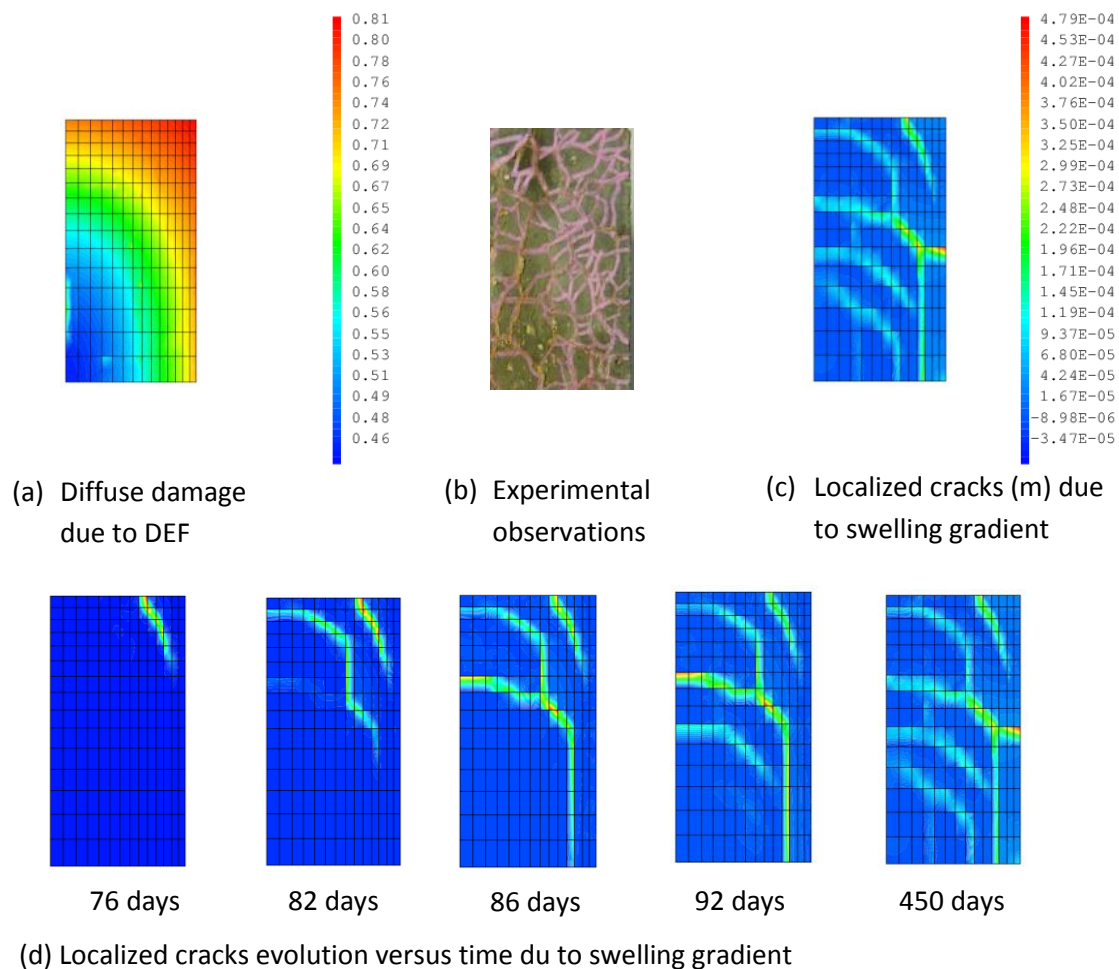 0.81
0.80
0.78
0.76
0.74
0.72
0.71
0.69
0.67
0.65
0.64
0.62
0.60
0.58
0.57
0.55
0.53
0.51
0.49
0.48
0.46
4.79E-04
4.53E-04
4.27E-04
4.02E-04
3.76E-04
3.50E-04
3.25E-04
2.99E-04
2.73E-04
2.48E-04
2.22E-04
1.96E-04
1.71E-04
1.45E-04
1.19E-04
9.37E-05
6.80E-05
4.24E-05
1.67E-05
-8.98E-06
-3.47E-05
(a) Diffuse damage
due to DEF
(b) Experimental
observations
(c) Localized cracks (m) due
to swelling gradient
76 days
82 days
86 days
92 days
450 days
(d) Localized cracks evolution versus time du to swelling gradient